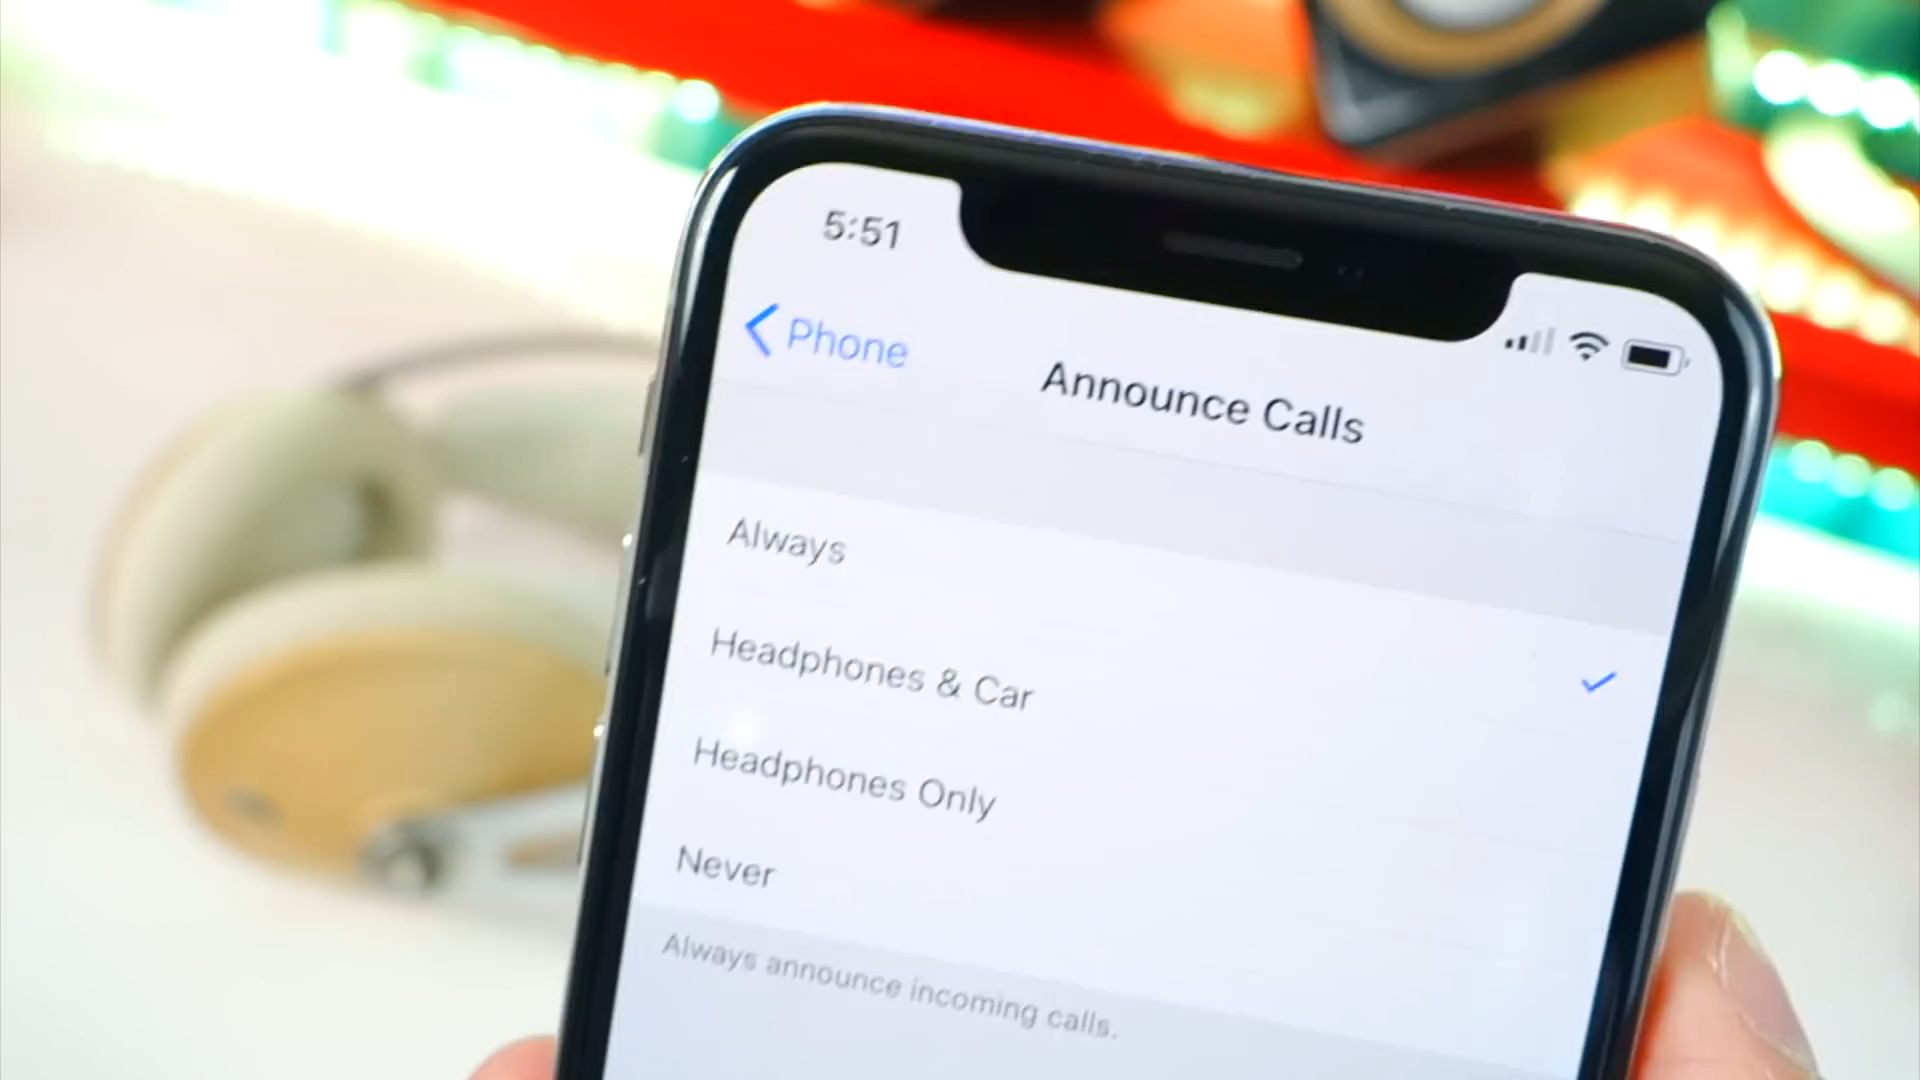 5:51
Phone
Announce Calls
Always
Headphones & Car
Headphones Only
Never
Always announce incoming calls.